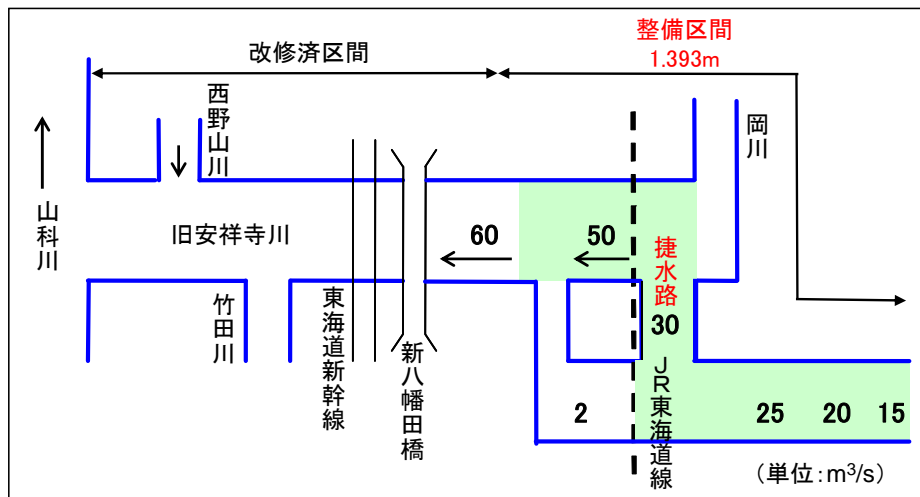 整備区間
1.393m
改修済区間
西野山川
岡川
山科川
旧安祥寺川
60
50
捷水路
30
竹田川
東海道新幹線
新八幡田橋
JR東海道線
2
25
20
15
（単位:m³/s）